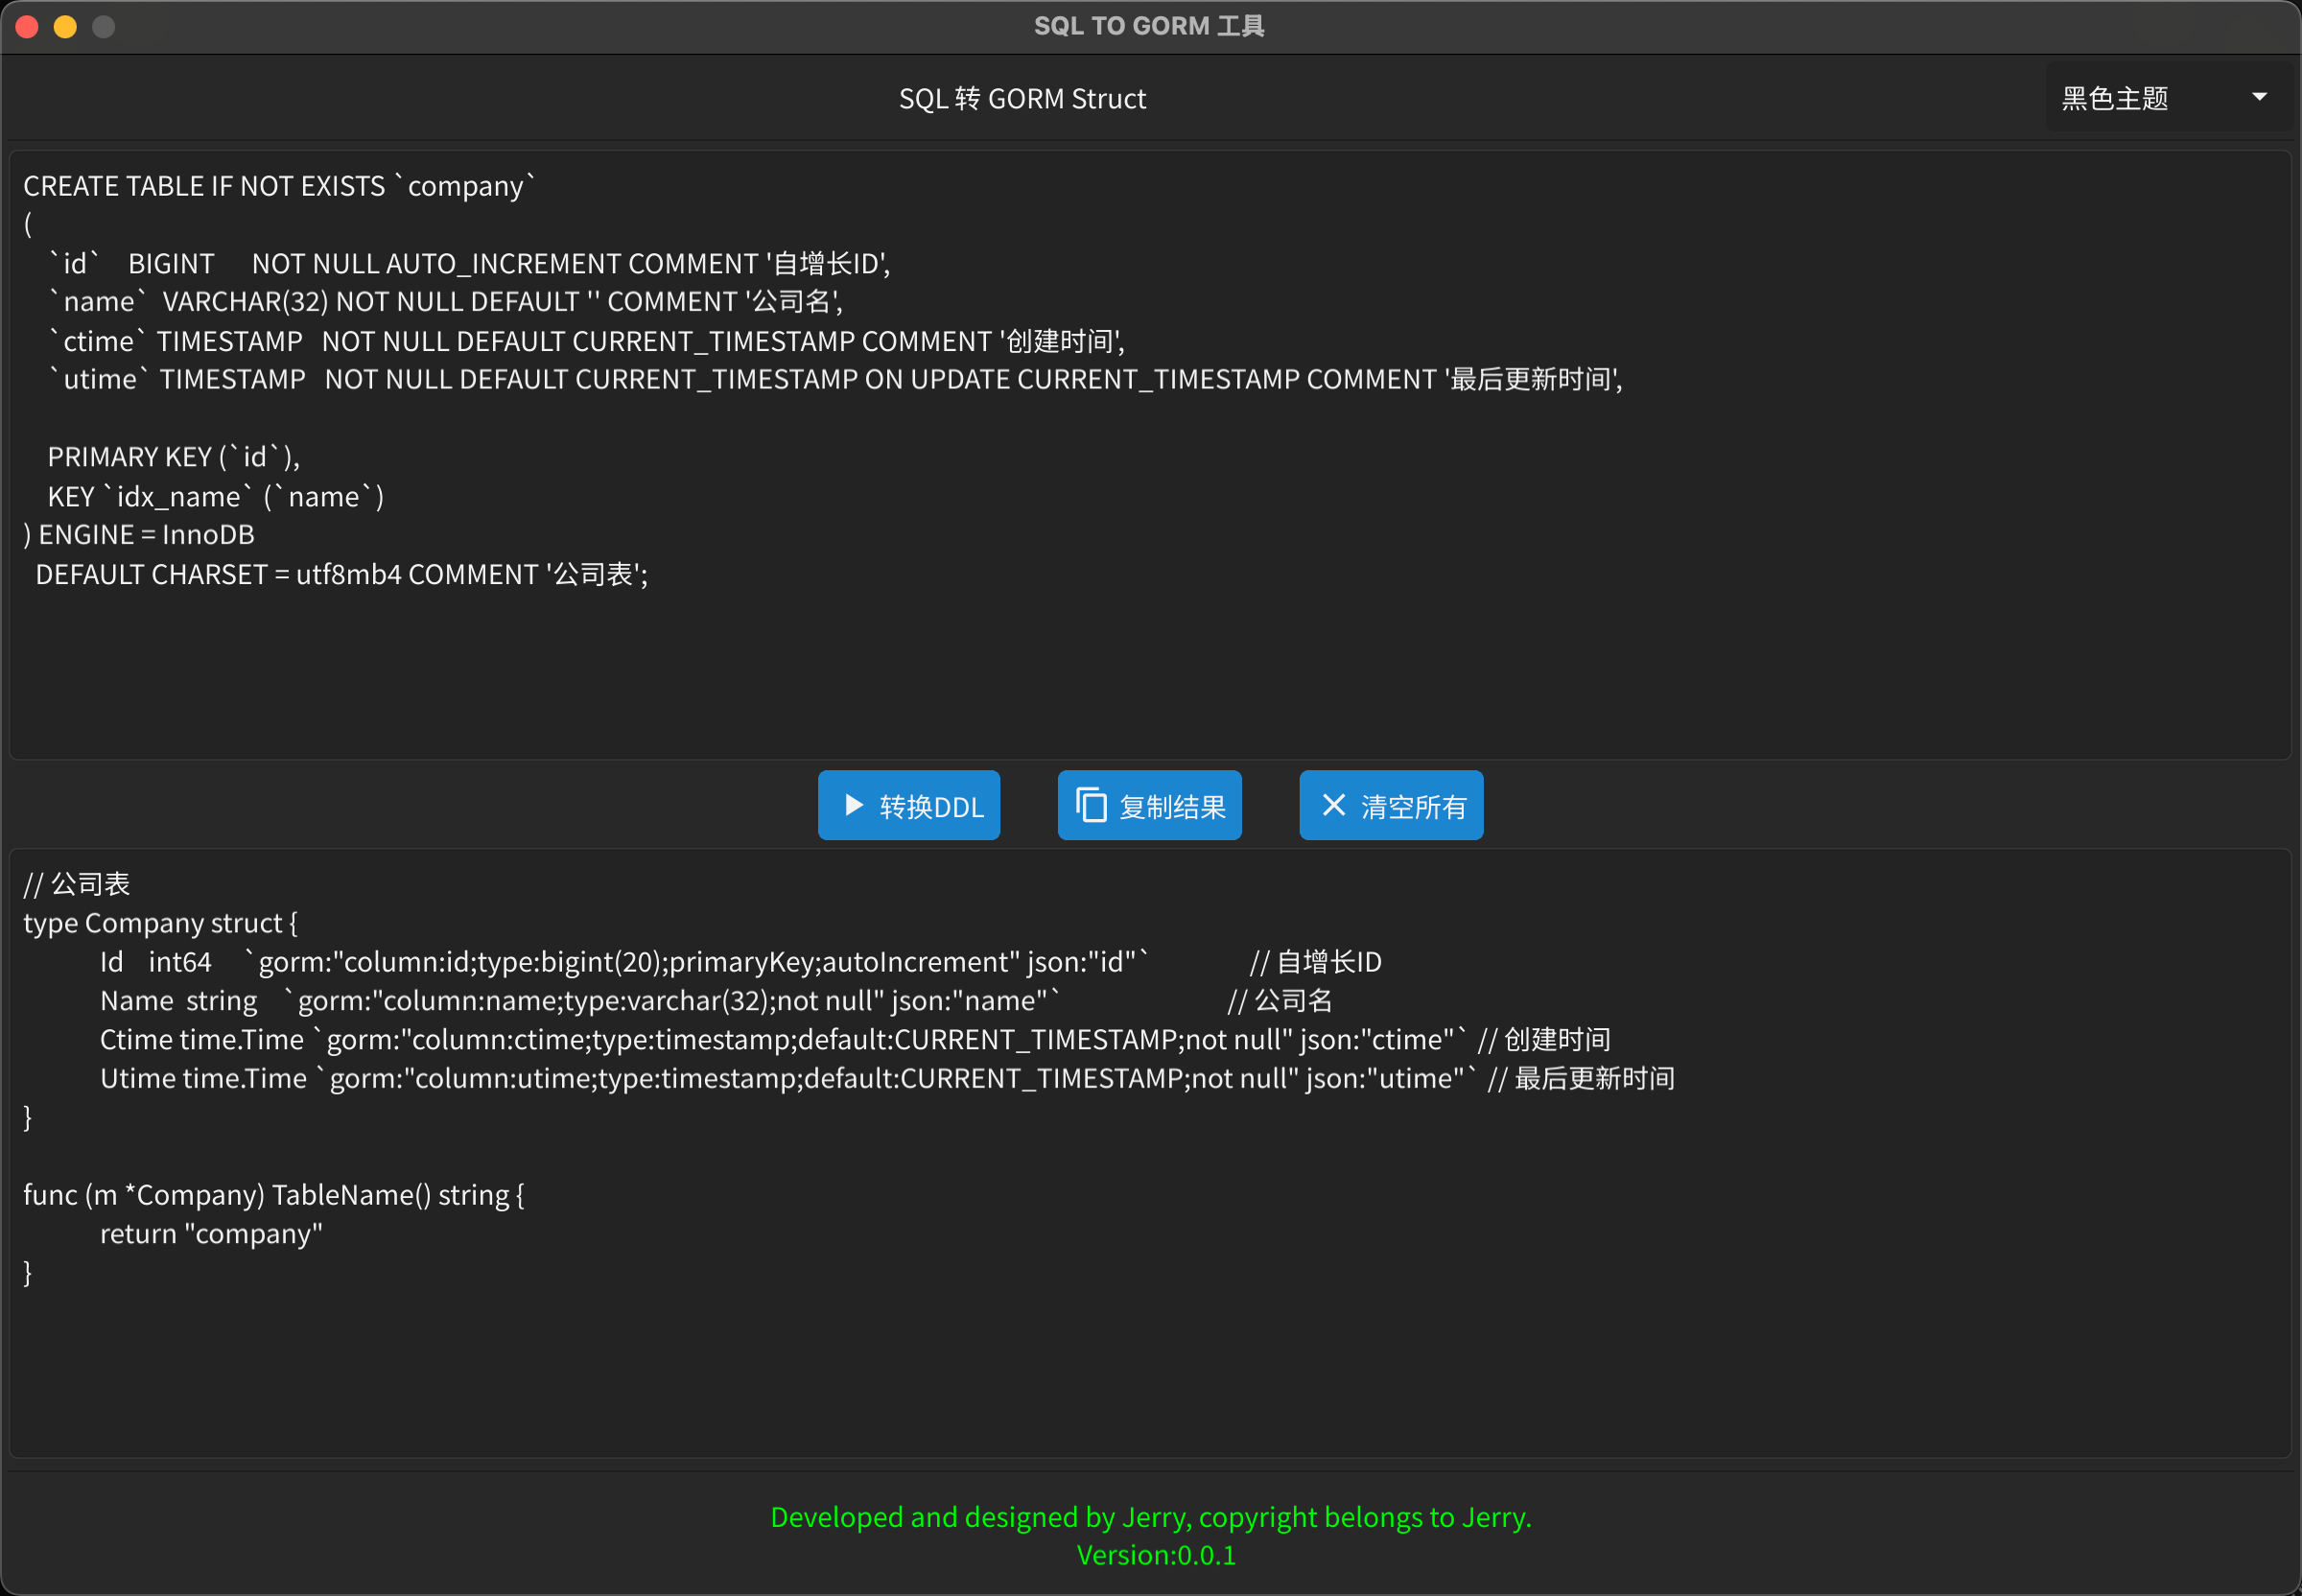 SQL TO GORM 工具
SQL 转 GORM Struct
黑色主题
CREATE TABLE IF NOT EXISTS `company`
(
    `id`    BIGINT      NOT NULL AUTO_INCREMENT COMMENT '自增长ID',
    `name`  VARCHAR(32) NOT NULL DEFAULT '' COMMENT '公司名',
    `ctime` TIMESTAMP   NOT NULL DEFAULT CURRENT_TIMESTAMP COMMENT '创建时间',
    `utime` TIMESTAMP   NOT NULL DEFAULT CURRENT_TIMESTAMP ON UPDATE CURRENT_TIMESTAMP COMMENT '最后更新时间',
    PRIMARY KEY (`id`),
    KEY `idx_name` (`name`)
) ENGINE = InnoDB
  DEFAULT CHARSET = utf8mb4 COMMENT '公司表';
转换DDL
复制结果
清空所有
// 公司表
type Company struct {
	Id    int64     `gorm:"column:id;type:bigint(20);primaryKey;autoIncrement" json:"id"`                // 自增长ID
	Name  string    `gorm:"column:name;type:varchar(32);not null" json:"name"`                           // 公司名
	Ctime time.Time `gorm:"column:ctime;type:timestamp;default:CURRENT_TIMESTAMP;not null" json:"ctime"` // 创建时间
	Utime time.Time `gorm:"column:utime;type:timestamp;default:CURRENT_TIMESTAMP;not null" json:"utime"` // 最后更新时间
}
func (m *Company) TableName() string {
	return "company"
}
Developed and designed by Jerry, copyright belongs to Jerry.
Version:0.0.1